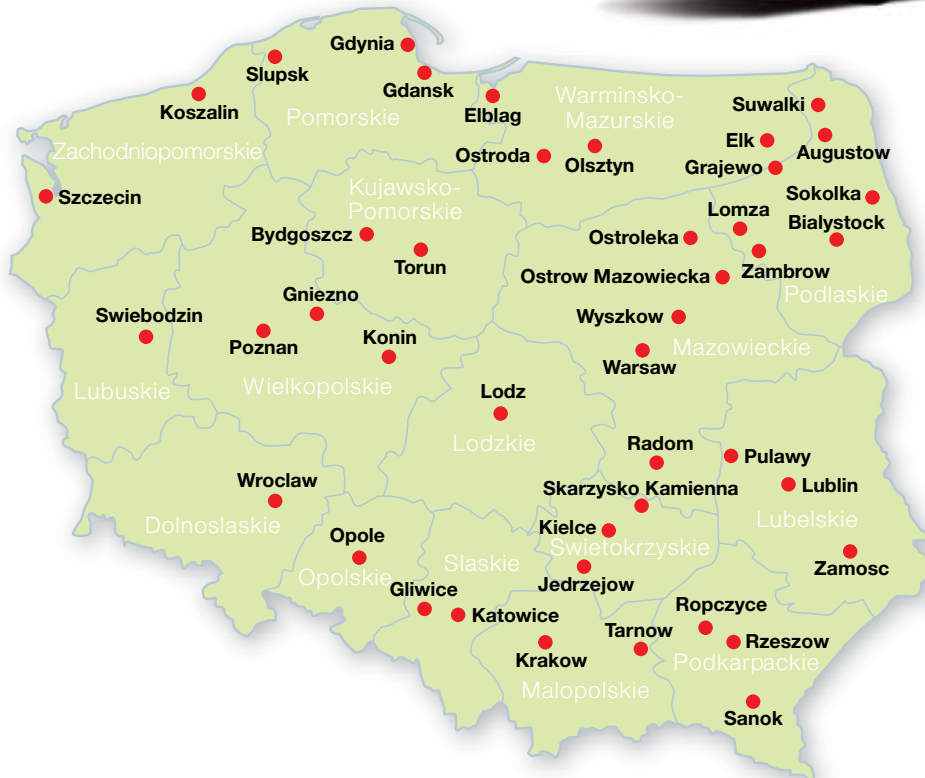 Gdynia
Slupsk
Gdansk
Koszalin
Pomorskie
Elblag
Warminsko-
Mazurskie
Suwalki
Zachodniopomorskie
Ostroda
Olsztyn
Elk
Augustow
Grajewo
Szczecin
Kujawsko-
Pomorskie
Sokolka
Lomza
Bialystock
Bydgoszcz
Torun
Ostroleka
Zambrow
Ostrow Mazowiecka
Podlaskie
Gniezno
Swiebodzin
Poznan
Konin
Wyszkow
Mazowieckie
Warsaw
Lubuskie
Wielkopolskie
Lodz
Lodzkie
Radom
Pulawy
Wroclaw
Skarzysko Kamienna
Lublin
Dolnoslaskie
Lubelskie
Opole
Kielce
Swietokrzyskie
Slaskie
Zamosc
Opolskie
Jedrzejow
Gliwice
Katowice
Ropczyce
Tarnow
Rzeszow
Krakow
Podkarpackie
Malopolskie
Sanok